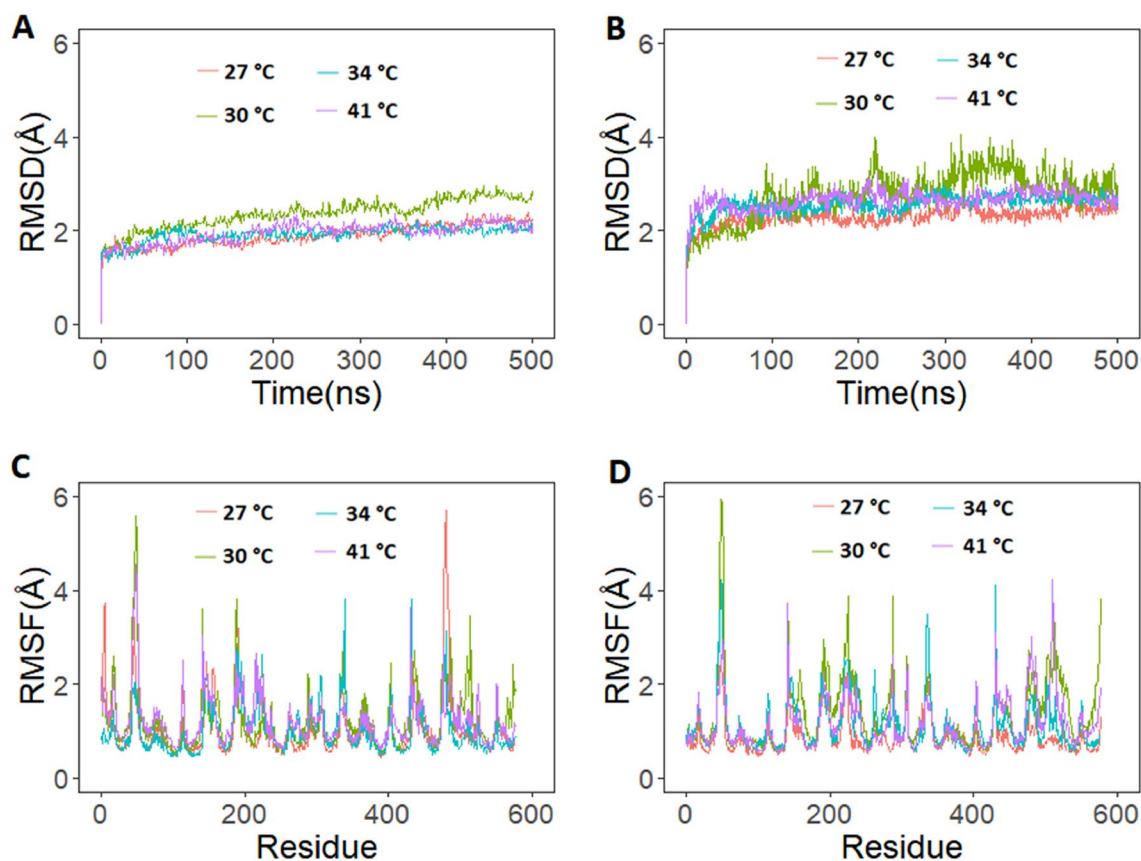 A
RMSD(Å)
6
4
2
0
27 °C
34 °C
30 °C
41 °C
0
100
200
300
400
500
Time(ns)
B
RMSD(Å)
6
4
2
0
27 °C
34 °C
30 °C
41 °C
0
100
200
300
400
500
Time(ns)
C
RMSF(Å)
6
4
2
0
27 °C
34 °C
30 °C
41 °C
0
200
400
600
Residue
D
RMSF(Å)
6
4
2
0
27 °C
34 °C
30 °C
41 °C
0
200
400
600
Residue